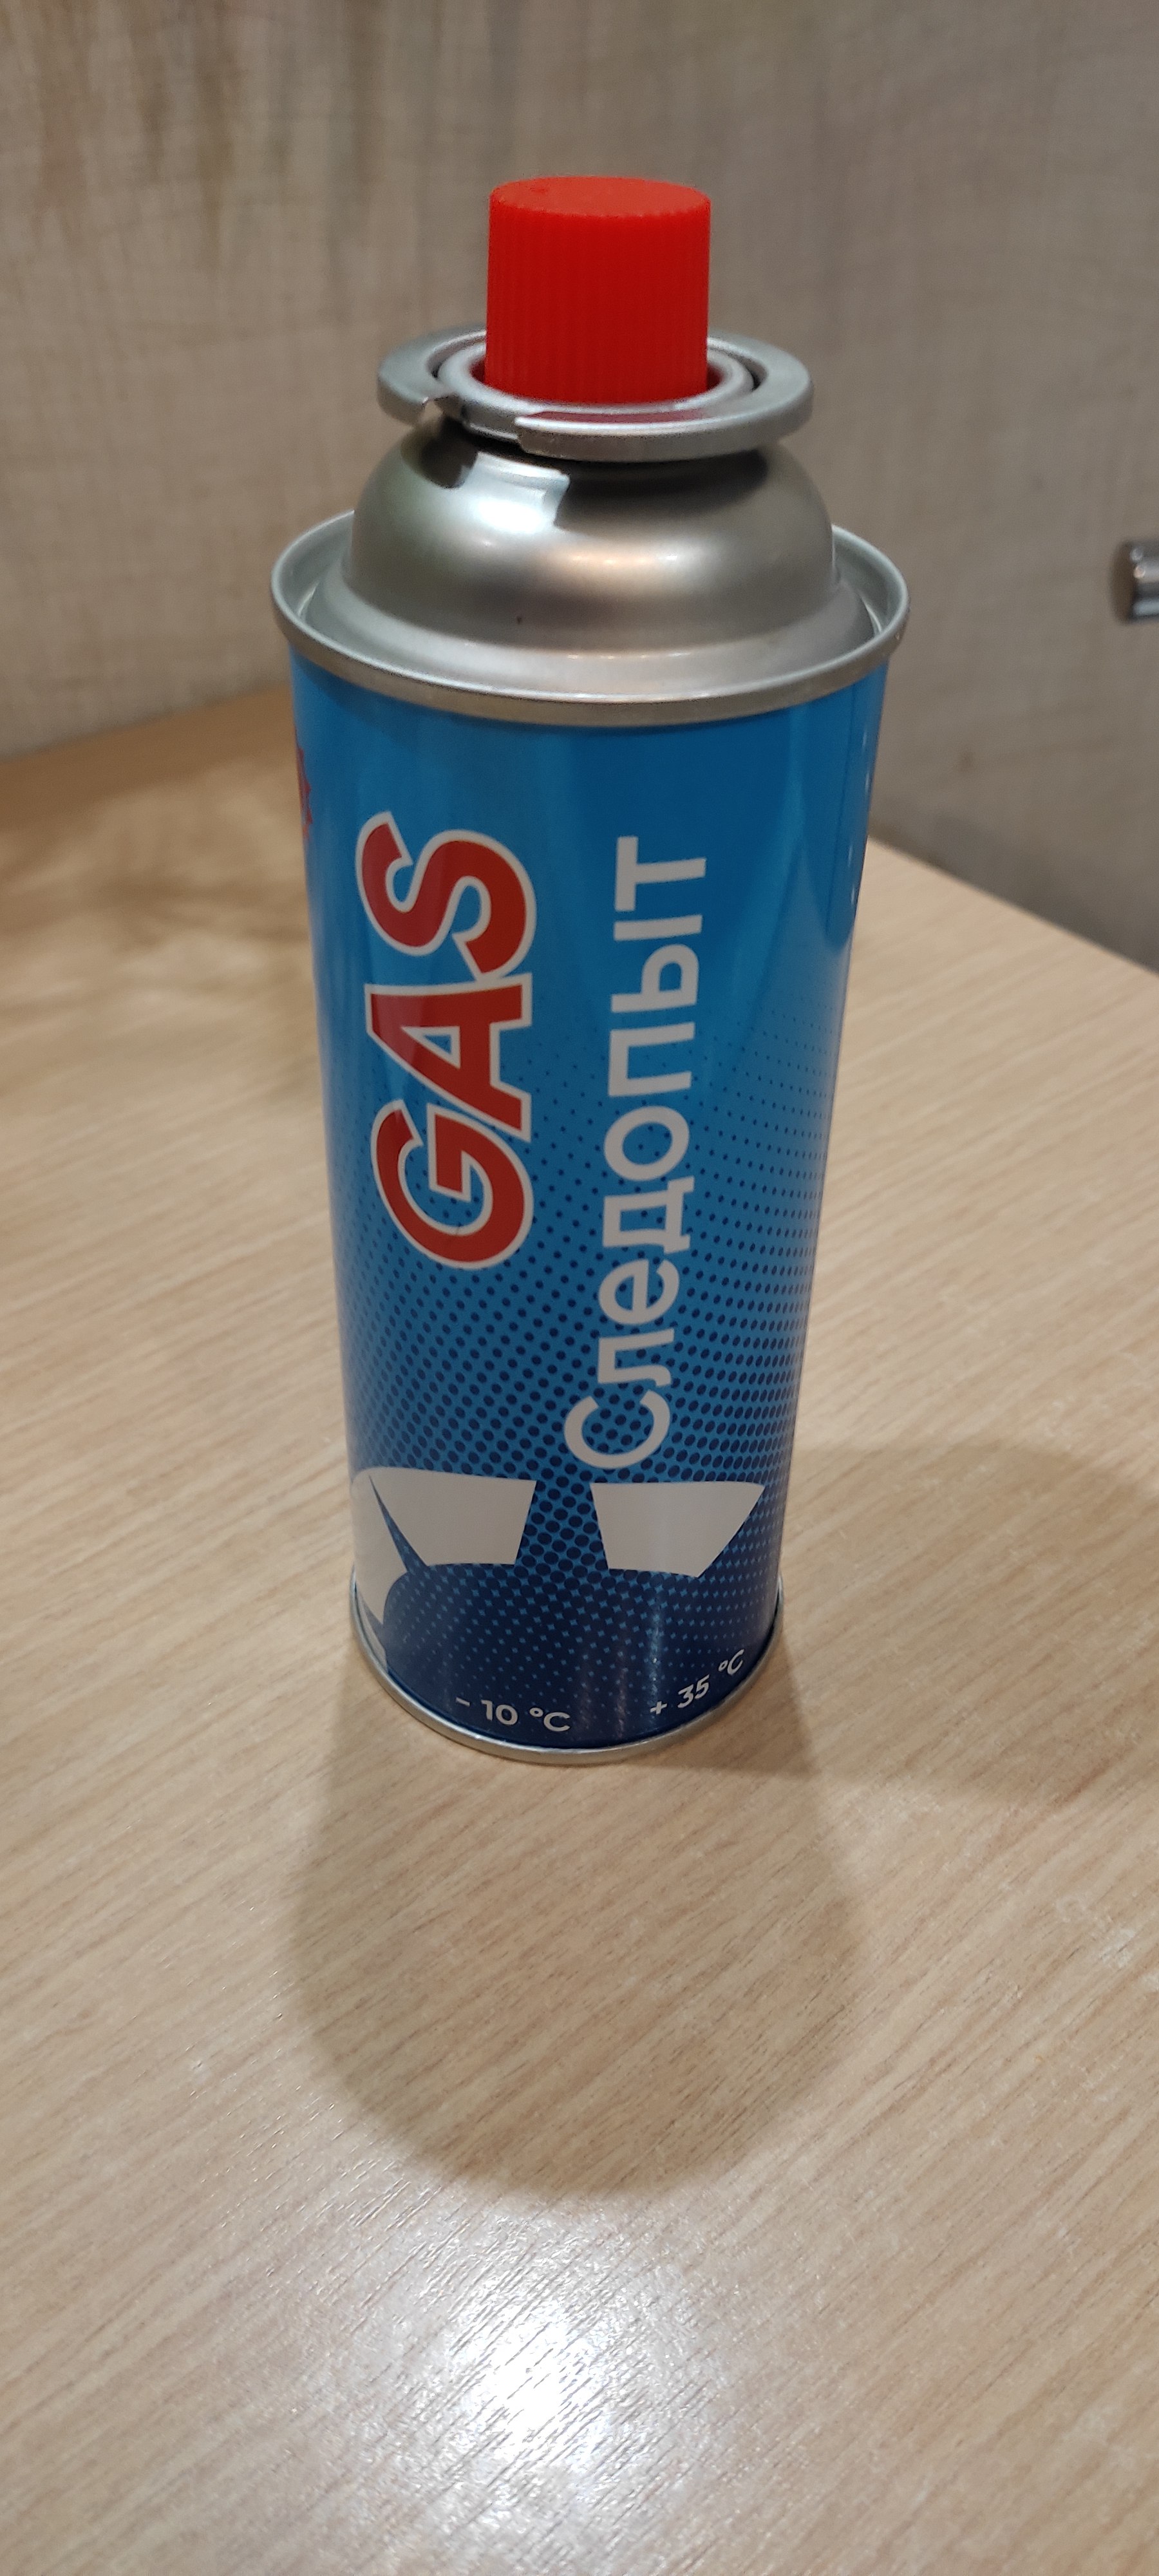 GAS
Следопыт
- 10 °C
+ 35 °C